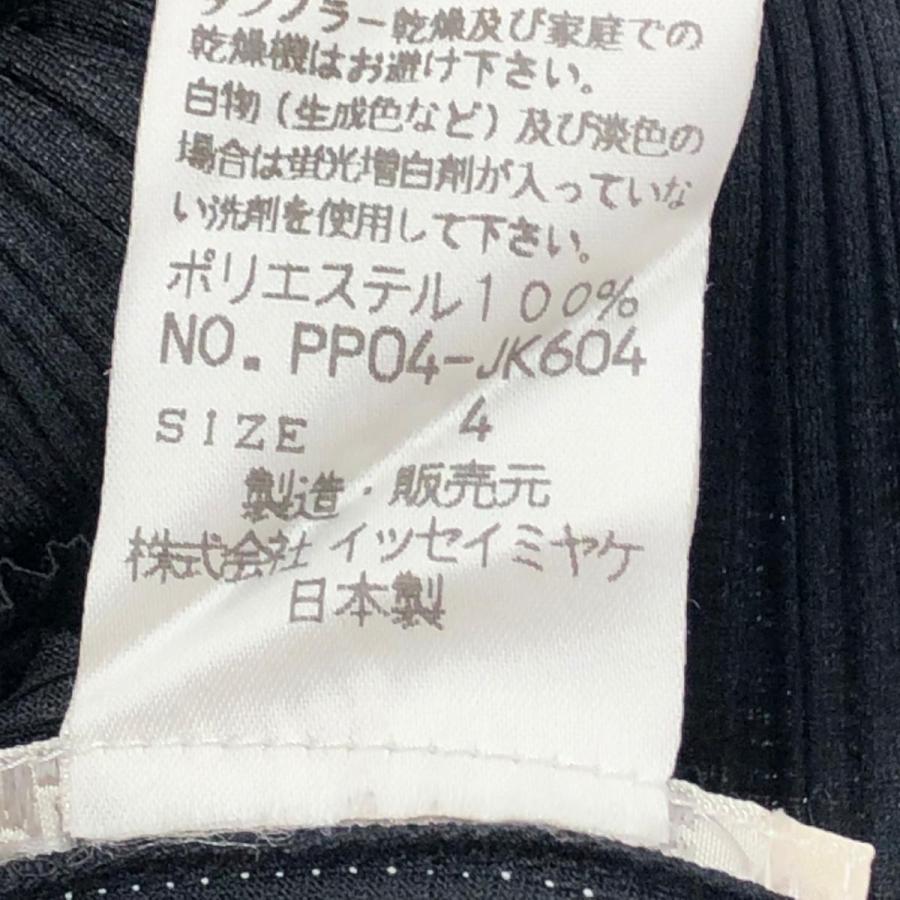 タンブラー乾燥及び家庭での
乾燥機はお避け下さい。
白物（生成色など）及び淡色の
場合は蛍光増白剤が入っていな
い洗剤を使用して下さい。
ポリエステル100%
NO. PP04-JK604
SIZE 4
製造・販売元
株式会社イッセイミヤケ
日本製